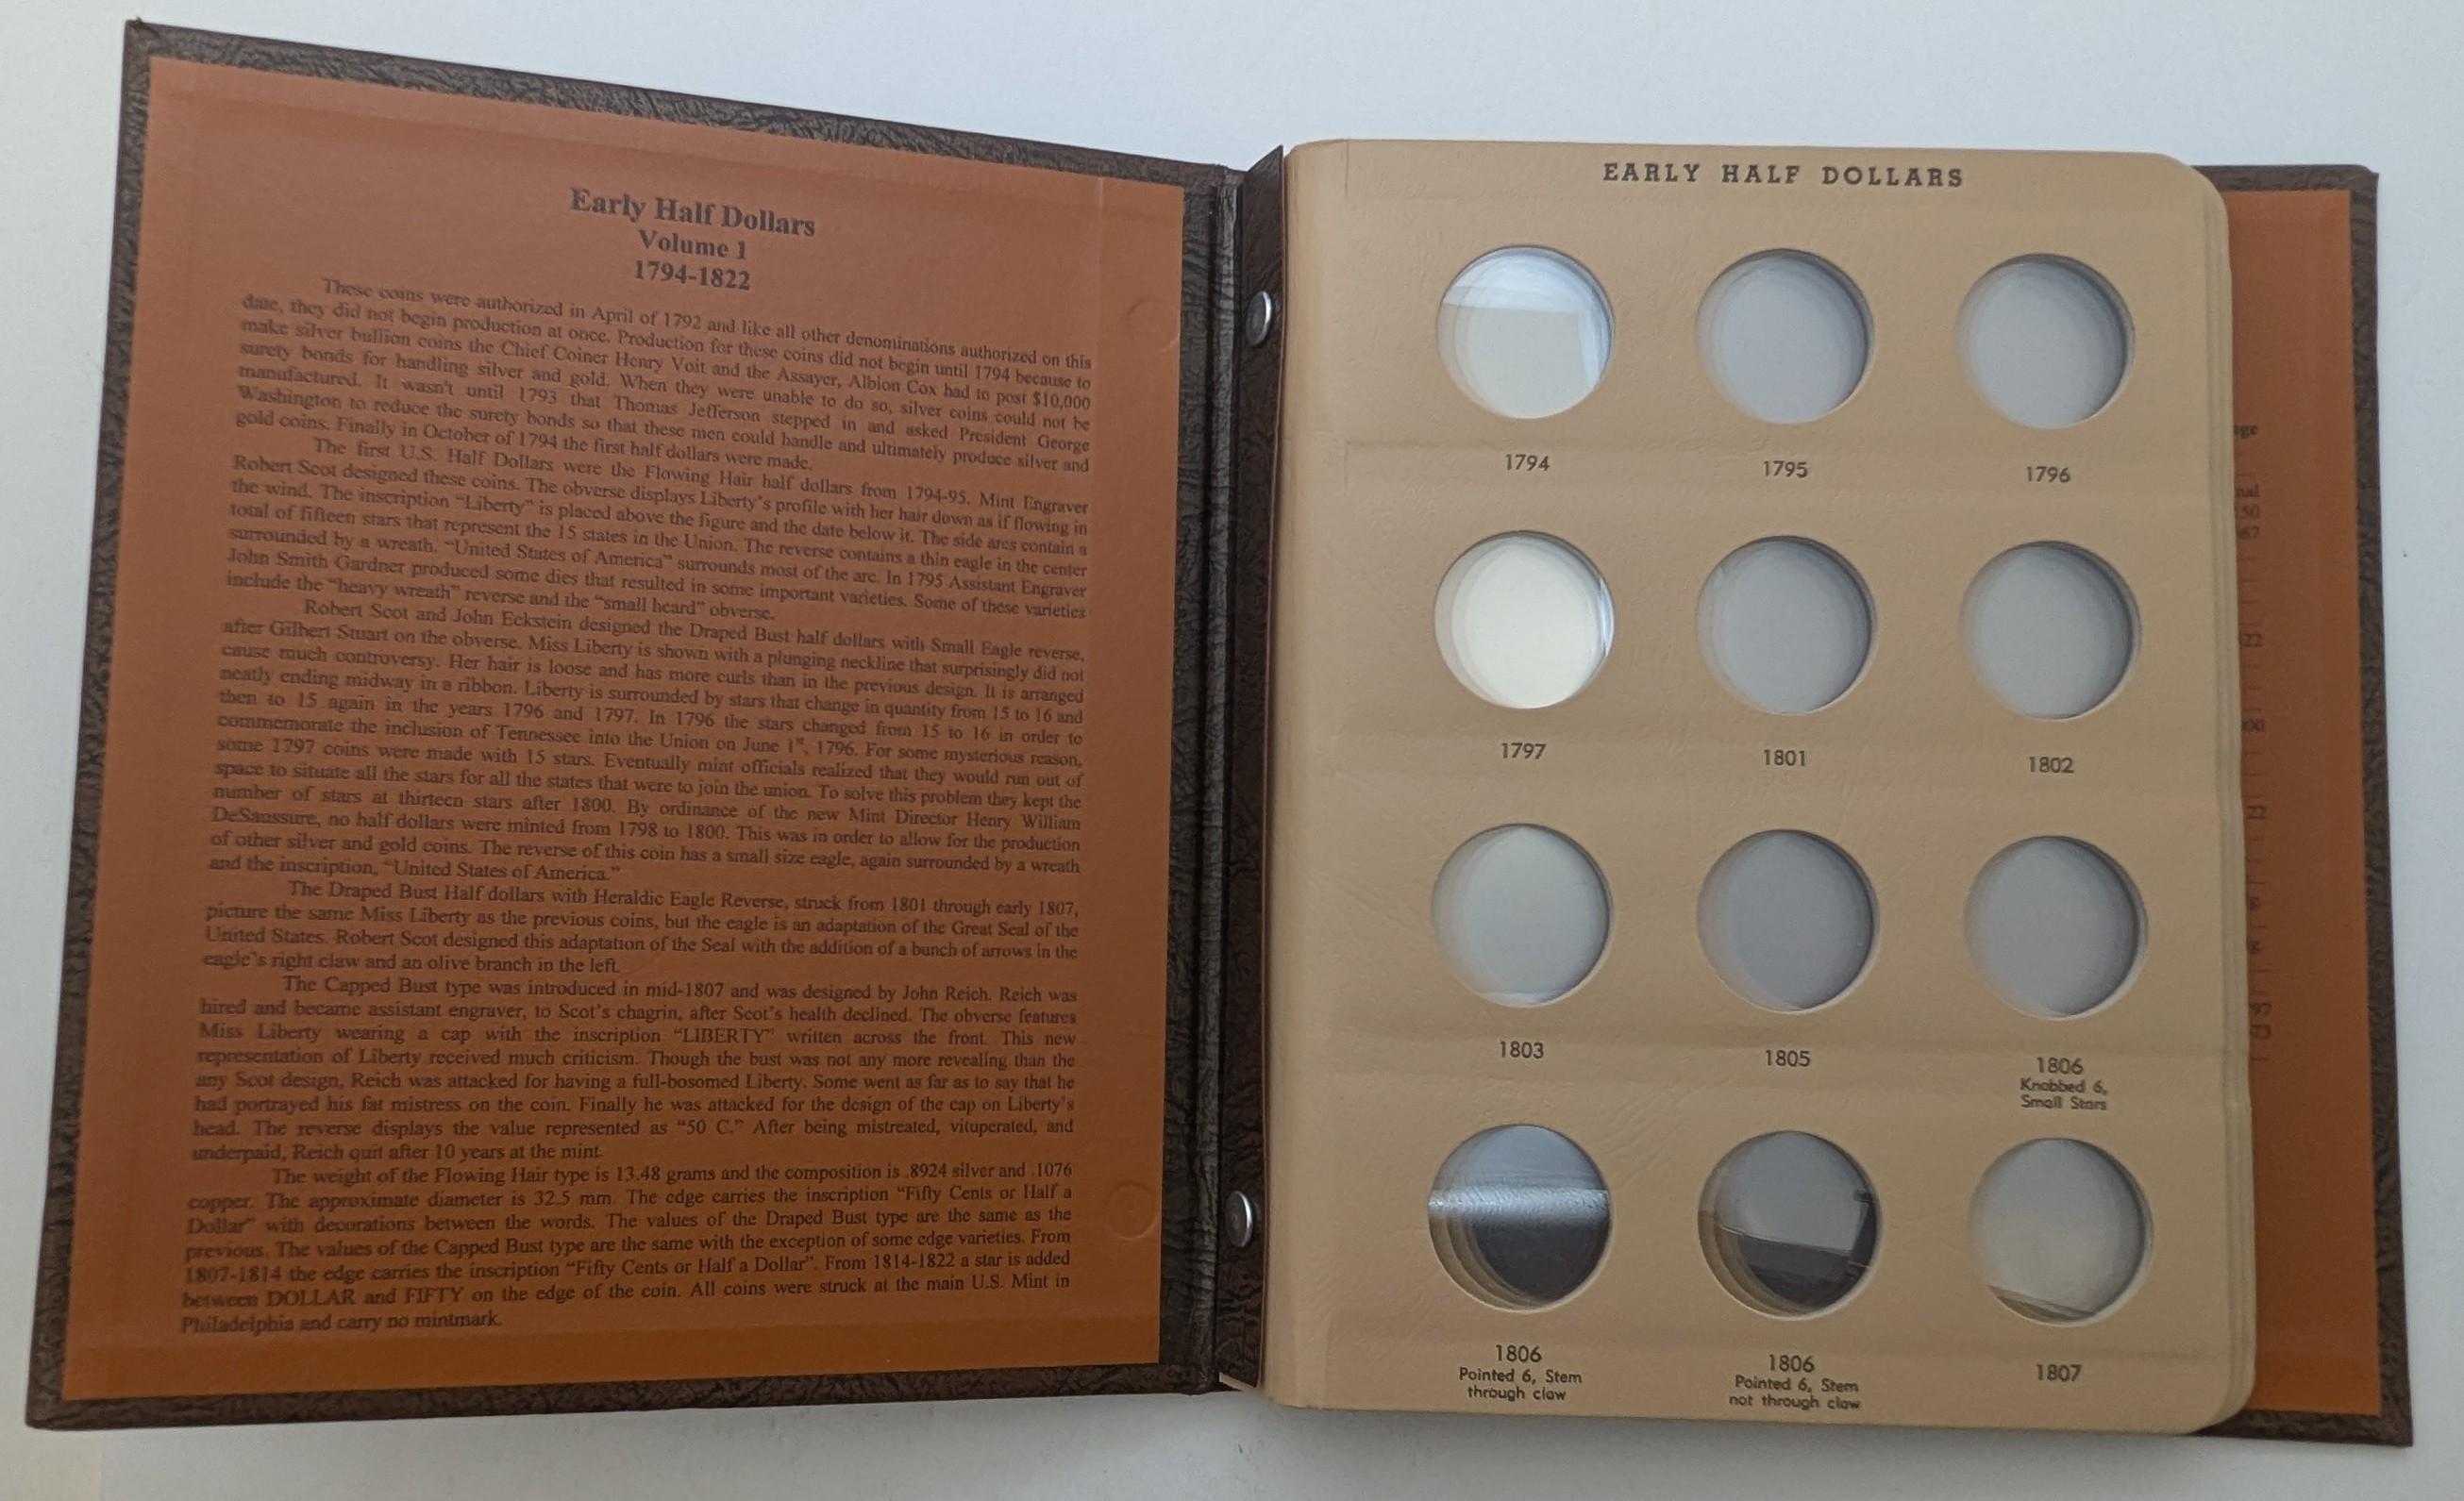 Early Half Dollars
Volume 1
1794-1822
These coins were authorized in April of 1792 and like all other denominations authorized on this
date, they did not begin production at once. Production for these coins did not begin until 1794 because to
make silver bullion coins the Chief Coiner Henry Voit and the Assayer, Albion Cox had to post $10,000
surety bonds for handling silver and gold. When they were unable to do so, silver coins could not be
manufactured. It wasn't until 1793 that Thomas Jefferson stepped in and asked President George
Washington to reduce the surety bonds so that these men could handle and ultimately produce silver and
gold coins. Finally in October of 1794 the first half dollars were made.
The first U.S. Half Dollars were the Flowing Hair half dollars from 1794-95. Mint Engraver
Robert Scot designed these coins. The obverse displays Liberty's profile with her hair down as if flowing in
the wind. The inscription “Liberty” is placed above the figure and the date below it. The side arcs contain a
total of fifteen stars that represent the 15 states in the Union. The reverse contains a thin eagle in the center
surrounded by a wreath. “United States of America” surrounds most of the arc. In 1795 Assistant Engraver
John Smith Gardner produced some dies that resulted in some important varieties. Some of these varieties
include the “heavy wreath” reverse and the “small heard” obverse.
Robert Scot and John Eckstein designed the Draped Bust half dollars with Small Eagle reverse,
after Gilbert Stuart on the obverse. Miss Liberty is shown with a plunging neckline that surprisingly did not
cause much controversy. Her hair is loose and has more curls than in the previous design. It is arranged
neatly ending midway in a ribbon. Liberty is surrounded by stars that change in quantity from 15 to 16 and
then to 15 again in the years 1796 and 1797. In 1796 the stars changed from 15 to 16 in order to
commemorate the inclusion of Tennessee into the Union on June 1st, 1796. For some mysterious reason,
some 1797 coins were made with 15 stars. Eventually mint officials realized that they would run out of
space to situate all the stars for all the states that were to join the union. To solve this problem they kept the
number of stars at thirteen stars after 1800. By ordinance of the new Mint Director Henry William
DeSaussure, no half dollars were minted from 1798 to 1800. This was in order to allow for the production
of other silver and gold coins. The reverse of this coin has a small size eagle, again surrounded by a wreath
and the inscription, “United States of America.”
The Draped Bust Half dollars with Heraldic Eagle Reverse, struck from 1801 through early 1807,
picture the same Miss Liberty as the previous coins, but the eagle is an adaptation of the Great Seal of the
United States. Robert Scot designed this adaptation of the Seal with the addition of a bunch of arrows in the
eagle's right claw and an olive branch in the left.
The Capped Bust type was introduced in mid-1807 and was designed by John Reich. Reich was
hired and became assistant engraver, to Scot's chagrin, after Scot's health declined. The obverse features
Miss Liberty wearing a cap with the inscription “LIBERTY” written across the front. This new
representation of Liberty received much criticism. Though the bust was not any more revealing than the
any Scot design, Reich was attacked for having a full-bosomed Liberty. Some went as far as to say that he
had portrayed his fat mistress on the coin. Finally he was attacked for the design of the cap on Liberty's
head. The reverse displays the value represented as “50 C.” After being mistreated, vituperated, and
underpaid, Reich quit after 10 years at the mint.
The weight of the Flowing Hair type is 13.48 grams and the composition is .8924 silver and .1076
copper. The approximate diameter is 32.5 mm. The edge carries the inscription “Fifty Cents or Half a
Dollar” with decorations between the words. The values of the Draped Bust type are the same as the
previous. The values of the Capped Bust type are the same with the exception of some edge varieties. From
1807-1814 the edge carries the inscription “Fifty Cents or Half a Dollar”. From 1814-1822 a star is added
between DOLLAR and FIFTY on the edge of the coin. All coins were struck at the main U.S. Mint in
Philadelphia and carry no mintmark.
EARLY HALF DOLLARS
1794
1795
1796
1797
1801
1802
1803
1805
1806
Knobbed 6,
Small Stars
1806
Pointed 6, Stem
through claw
1806
Pointed 6, Stem
not through claw
1807